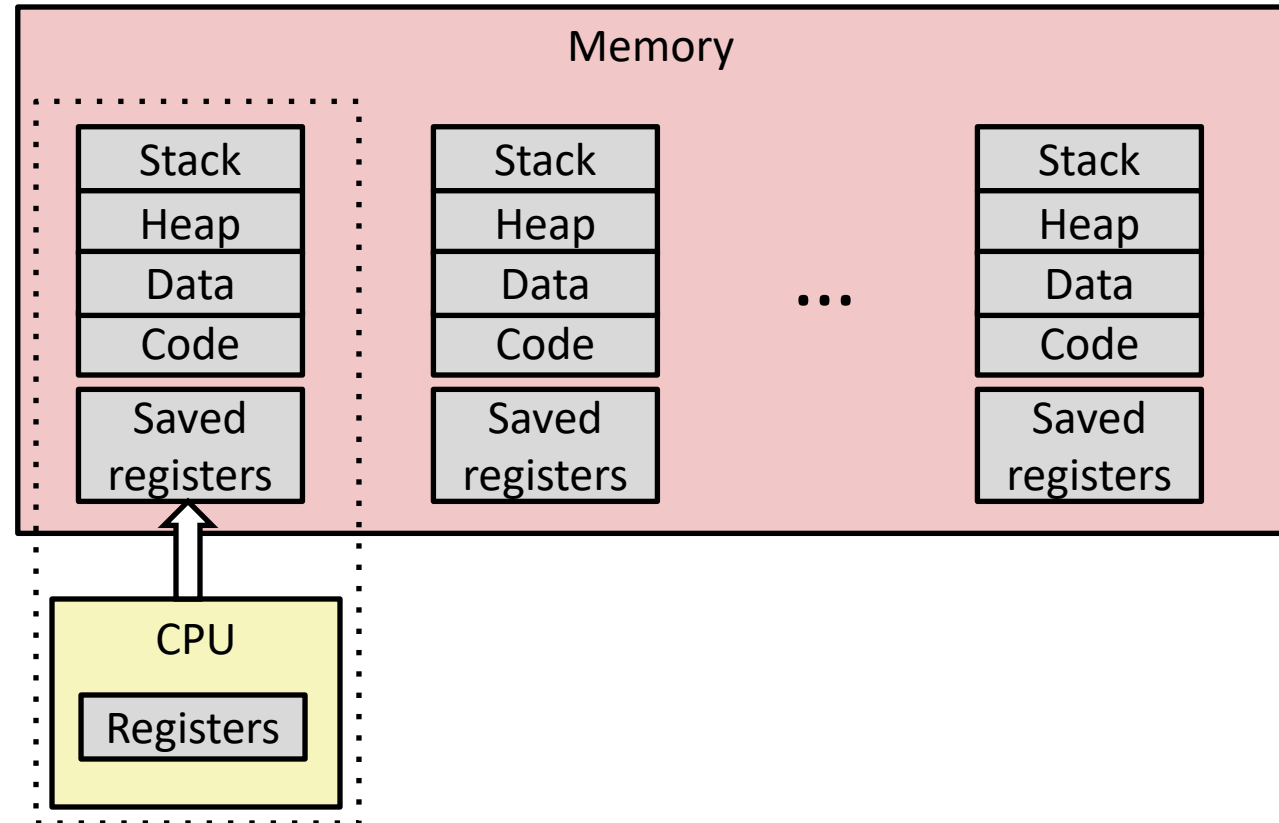 Memory
Stack
Heap
Data
Code
Saved
registers
Stack
Heap
Data
Code
Saved
registers
...
Stack
Heap
Data
Code
Saved
registers
CPU
Registers